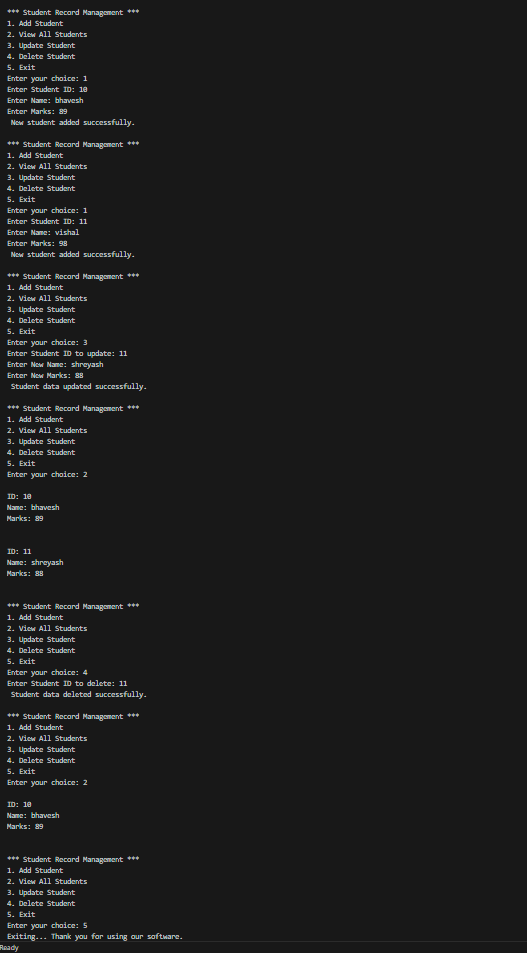 *** Student Record Management ***
1. Add Student
2. View All Students
3. Update Student
4. Delete Student
5. Exit
Enter your choice: 1
Enter Student ID: 10
Enter Name: bhavesh
Enter Marks: 89
New student added successfully.
*** Student Record Management ***
1. Add Student
2. View All Students
3. Update Student
4. Delete Student
5. Exit
Enter your choice: 1
Enter Student ID: 11
Enter Name: vishal
Enter Marks: 98
New student added successfully.
*** Student Record Management ***
1. Add Student
2. View All Students
3. Update Student
4. Delete Student
5. Exit
Enter your choice: 3
Enter Student ID to update: 11
Enter New Name: shreyash
Enter New Marks: 88
Student data updated successfully.
*** Student Record Management ***
1. Add Student
2. View All Students
3. Update Student
4. Delete Student
5. Exit
Enter your choice: 2
ID: 10
Name: bhavesh
Marks: 89
ID: 11
Name: shreyash
Marks: 88
*** Student Record Management ***
1. Add Student
2. View All Students
3. Update Student
4. Delete Student
5. Exit
Enter your choice: 4
Enter Student ID to delete: 11
Student data deleted successfully.
*** Student Record Management ***
1. Add Student
2. View All Students
3. Update Student
4. Delete Student
5. Exit
Enter your choice: 2
ID: 10
Name: bhavesh
Marks: 89
*** Student Record Management ***
1. Add Student
2. View All Students
3. Update Student
4. Delete Student
5. Exit
Enter your choice: 5
Exiting... Thank you for using our software.
Ready